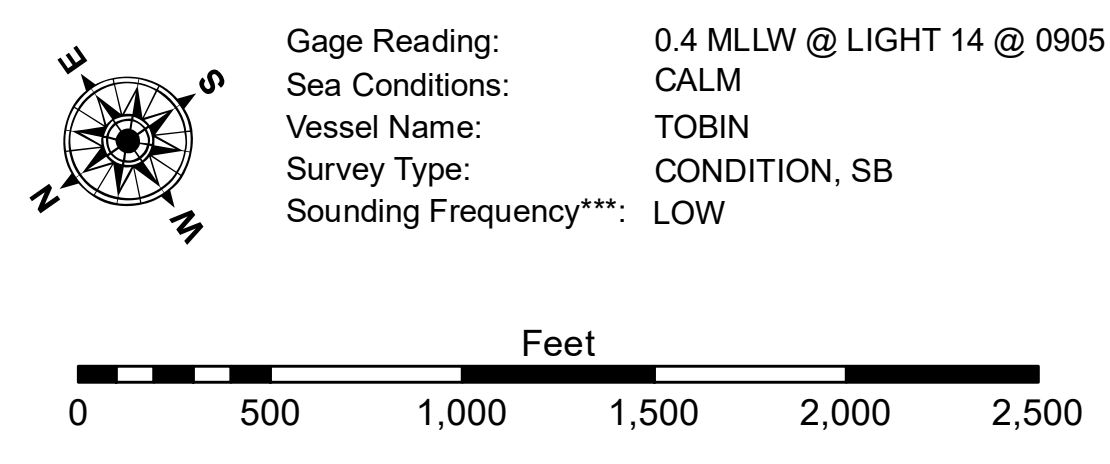 E
S
N
W
Gage Reading: 0.4 MLLW @ LIGHT 14 @ 0905
Sea Conditions: CALM
Vessel Name: TOBIN
Survey Type: CONDITION, SB
Sounding Frequency***: LOW
Feet
0 500 1,000 1,500 2,000 2,500